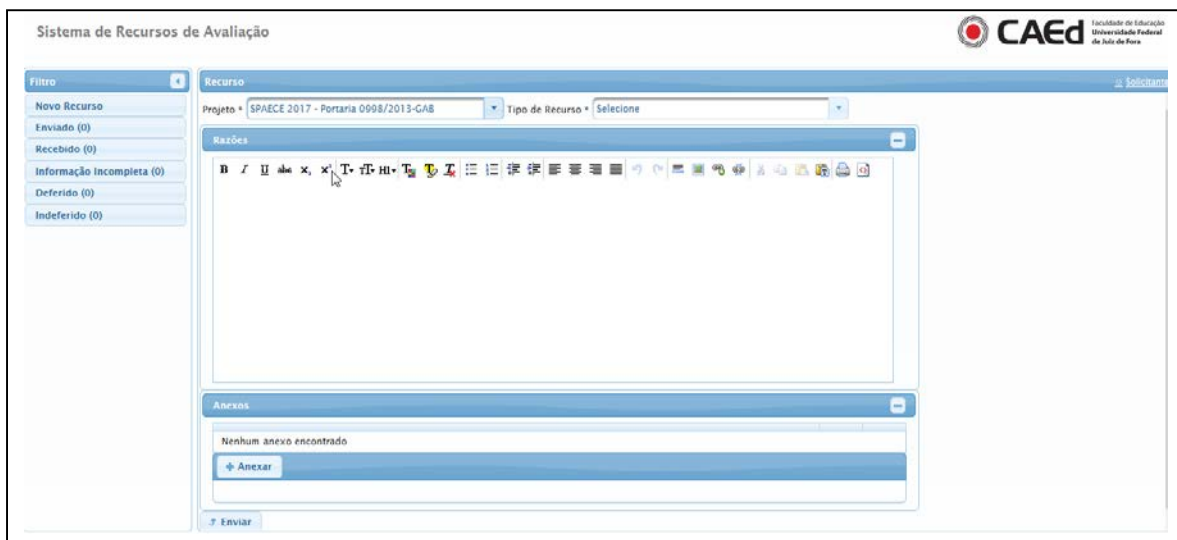 Sistema de Recursos de Avaliação
CAEd
Faculdade de Educação
Universidade Federal
de Juiz de Fora
Filtro
Novo Recurso
Enviado (0)
Recebido (0)
Informação Incompleta (0)
Deferido (0)
Indeferido (0)
Recurso
Solicitante
Projeto * SPAECE 2017 - Portaria 0998/2013-GAB Tipo de Recurso * Selecione
Razões
Anexos
Nenhum anexo encontrado
Anexar
Enviar